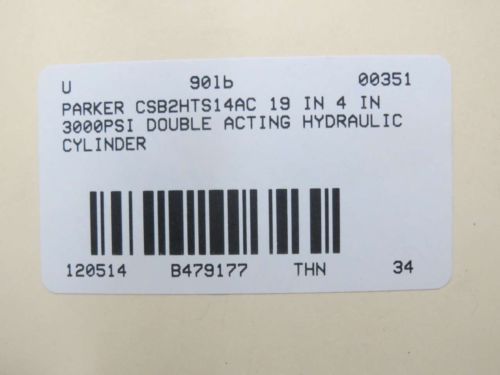 U 901b 00351
PARKER CSB2HTS14AC 19 IN 4 IN
3000PSI DOUBLE ACTING HYDRAULIC
CYLINDER
120514 B479177 THN 34